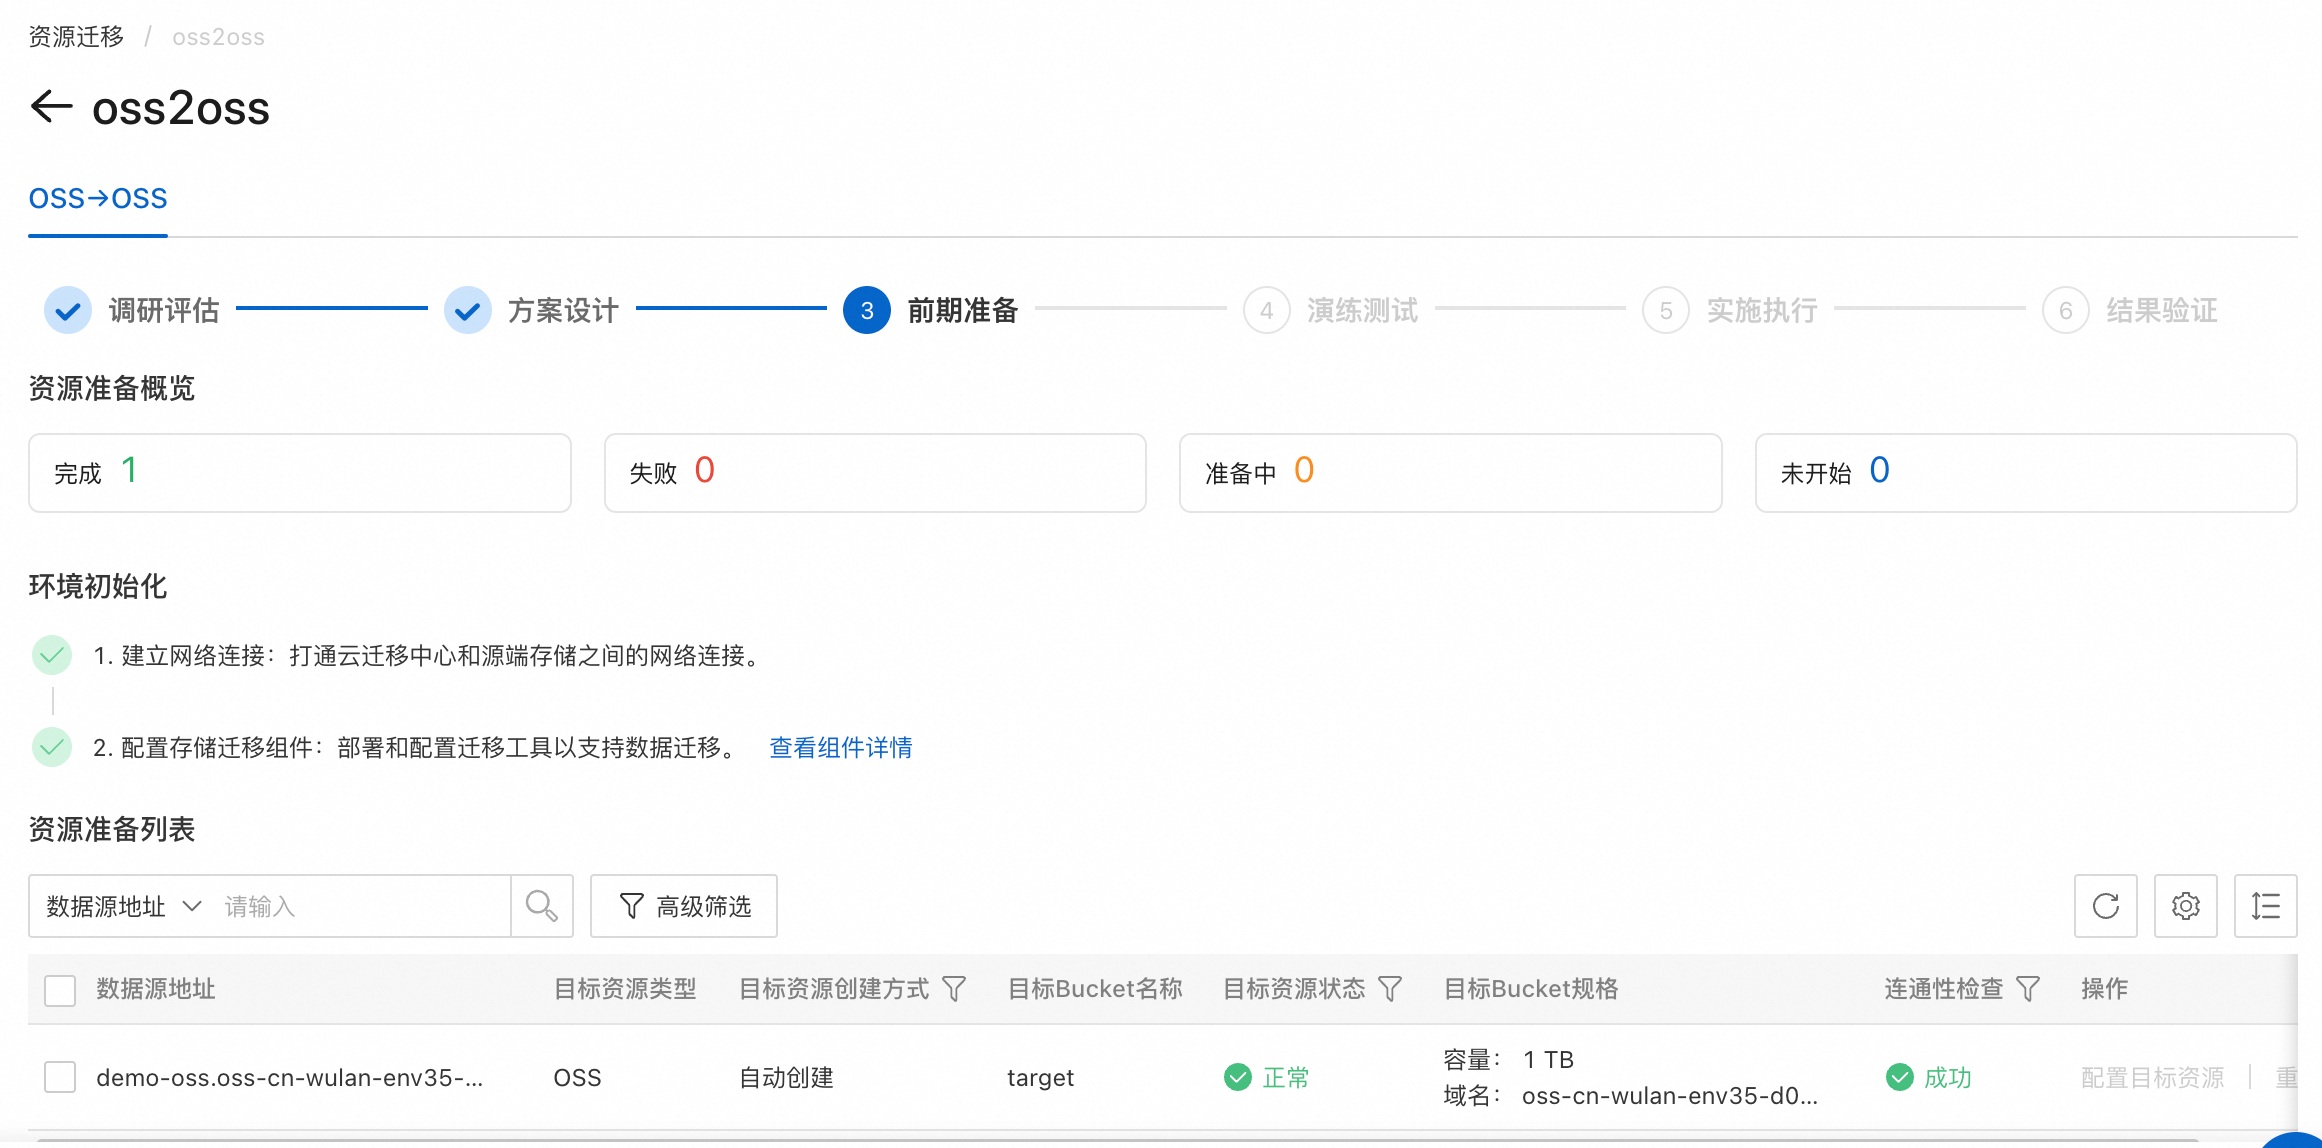 资源迁移 / oss2oss
oss2oss
OSS→OSS
调研评估 方案设计 3 前期准备 4 演练测试 5 实施执行 6 结果验证
资源准备概览
完成 1 失败 0 准备中 0 未开始 0
环境初始化
1. 建立网络连接：打通云迁移中心和源端存储之间的网络连接。
2. 配置存储迁移组件：部署和配置迁移工具以支持数据迁移。 查看组件详情
资源准备列表
数据源地址 请输入 高级筛选
数据源地址 目标资源类型 目标资源创建方式 目标Bucket名称 目标资源状态 目标Bucket规格 连通性检查 操作
demo-oss.oss-cn-wulan-env35-... OSS 自动创建 target 正常 容量： 1 TB 成功 配置目标资源 | 重
域名： oss-cn-wulan-env35-d0...